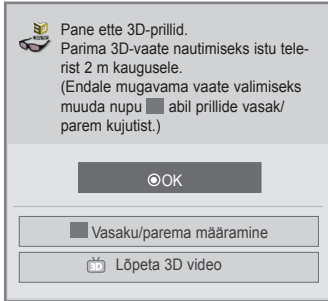 Pane ette 3D-prillid.
Parima 3D-vaate nautimiseks istu tele-
rist 2 m kaugusele.
(Endale mugavama vaate valimiseks
muuda nupu abil prillide vasak/
parem kujutist.)
OK
Vasaku/parema määramine
3D Lõpeta 3D video